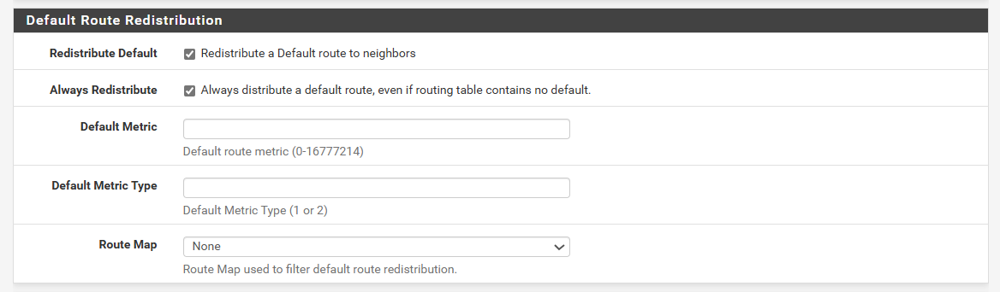 Default Route Redistribution
Redistribute Default
Redistribute a Default route to neighbors
Always Redistribute
Always distribute a default route, even if routing table contains no default.
Default Metric
Default route metric (0-16777214)
Default Metric Type
Default Metric Type (1 or 2)
Route Map
None
Route Map used to filter default route redistribution.